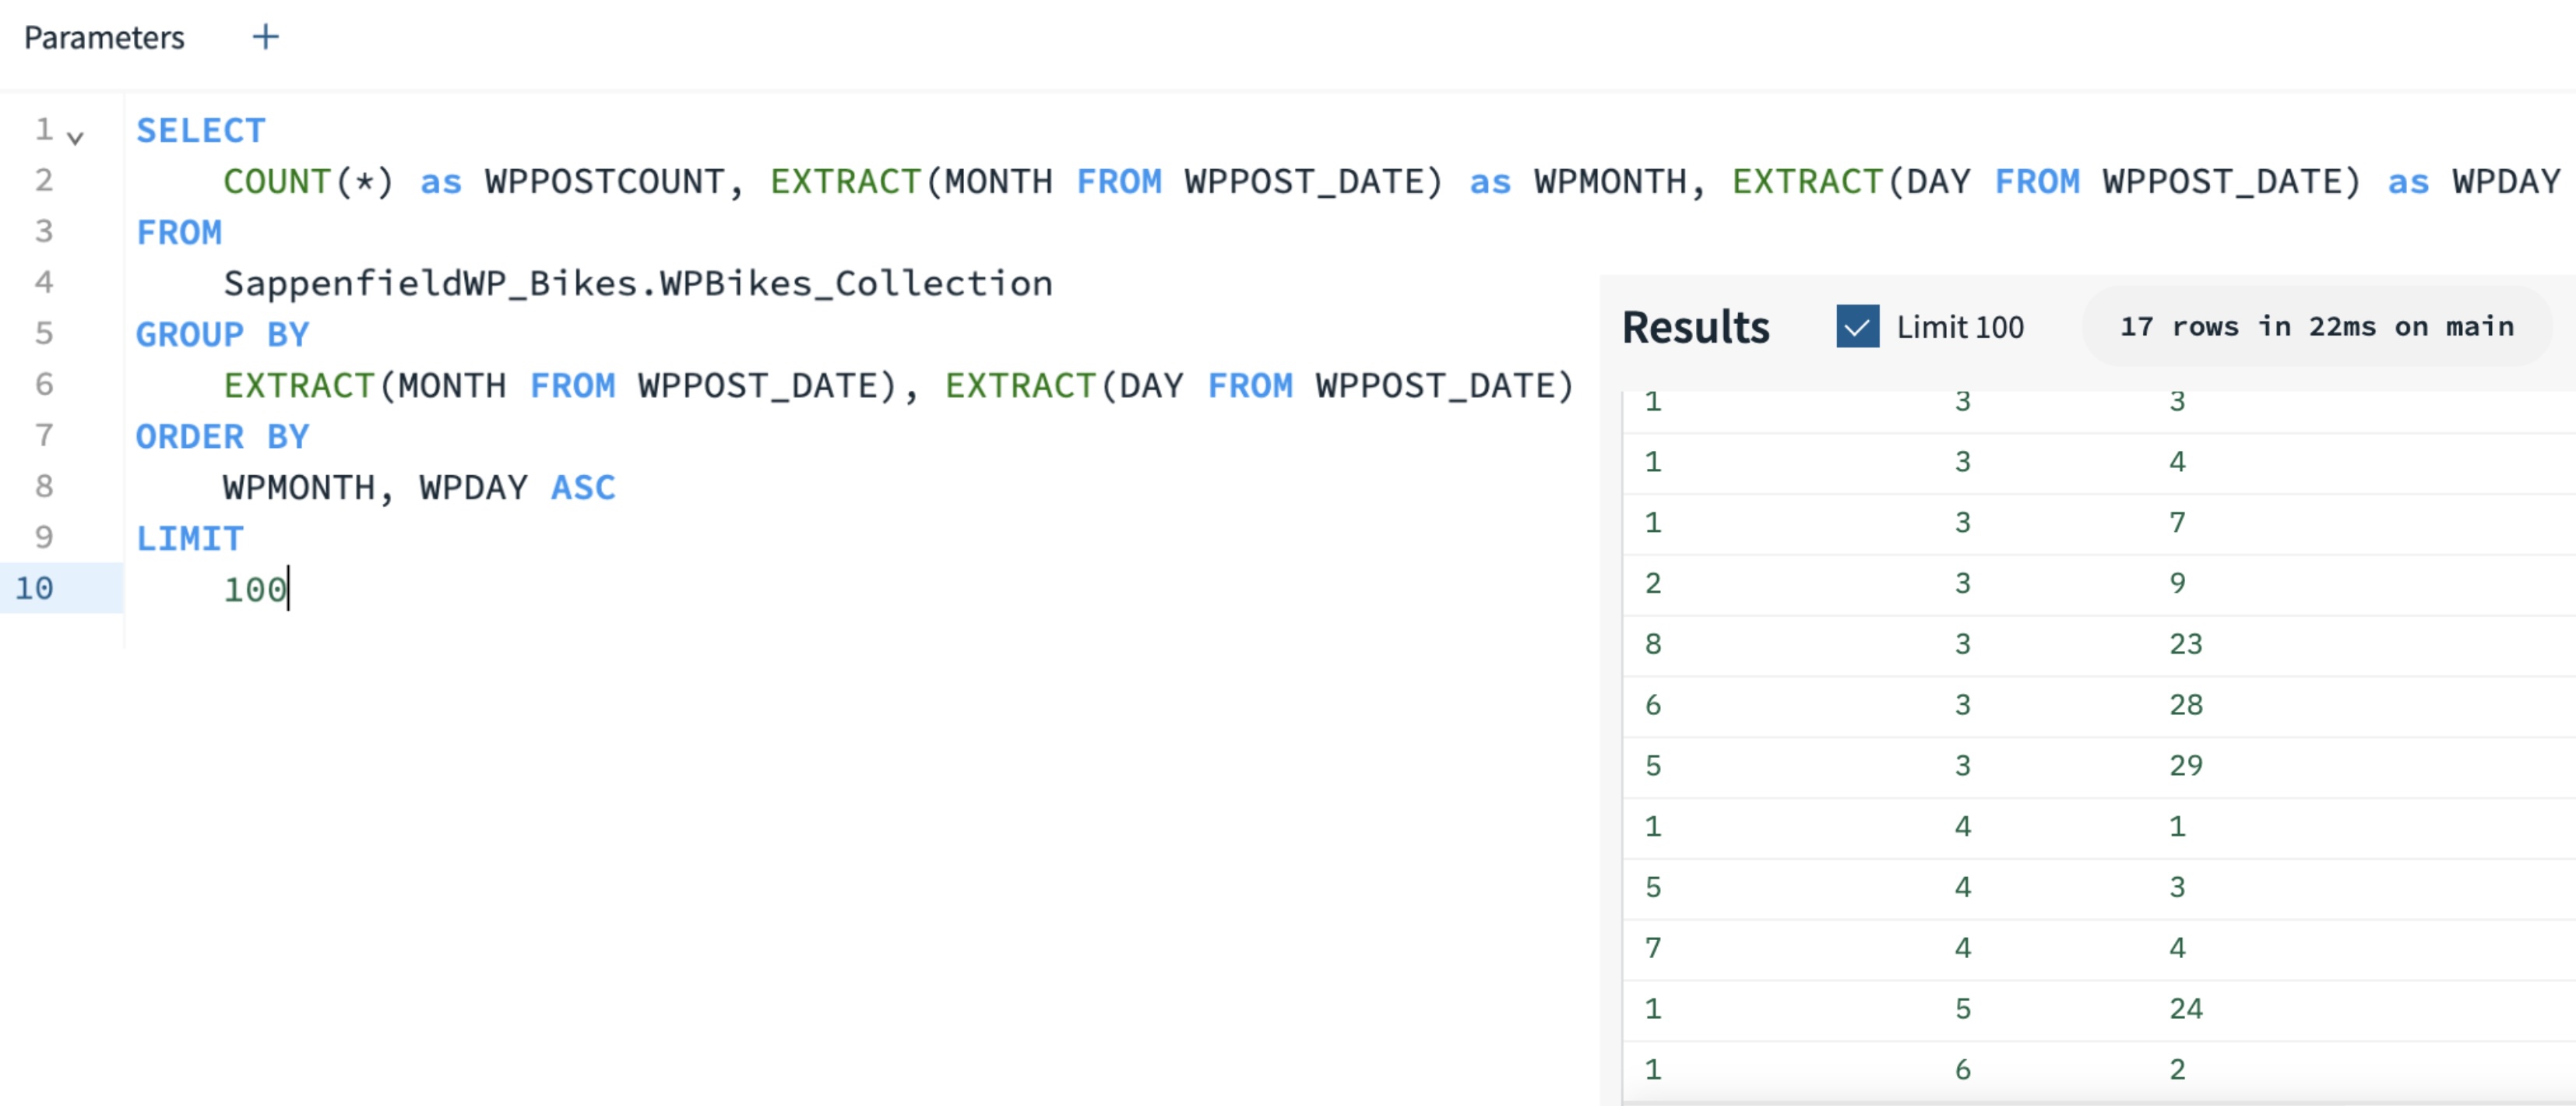 Parameters +
1 SELECT
2 COUNT(*) as WPPOSTCOUNT, EXTRACT(MONTH FROM WPPOST_DATE) as WPMONTH, EXTRACT(DAY FROM WPPOST_DATE) as WPDAY
3 FROM
4 SappenfieldWP_Bikes.WPBikes_Collection
5 GROUP BY
6 EXTRACT(MONTH FROM WPPOST_DATE), EXTRACT(DAY FROM WPPOST_DATE)
7 ORDER BY
8 WPMONTH, WPDAY ASC
9 LIMIT
10 100
Results Limit 100 17 rows in 22ms on main
1 3 3
1 3 4
1 3 7
2 3 9
8 3 23
6 3 28
5 3 29
1 4 1
5 4 3
7 4 4
1 5 24
1 6 2